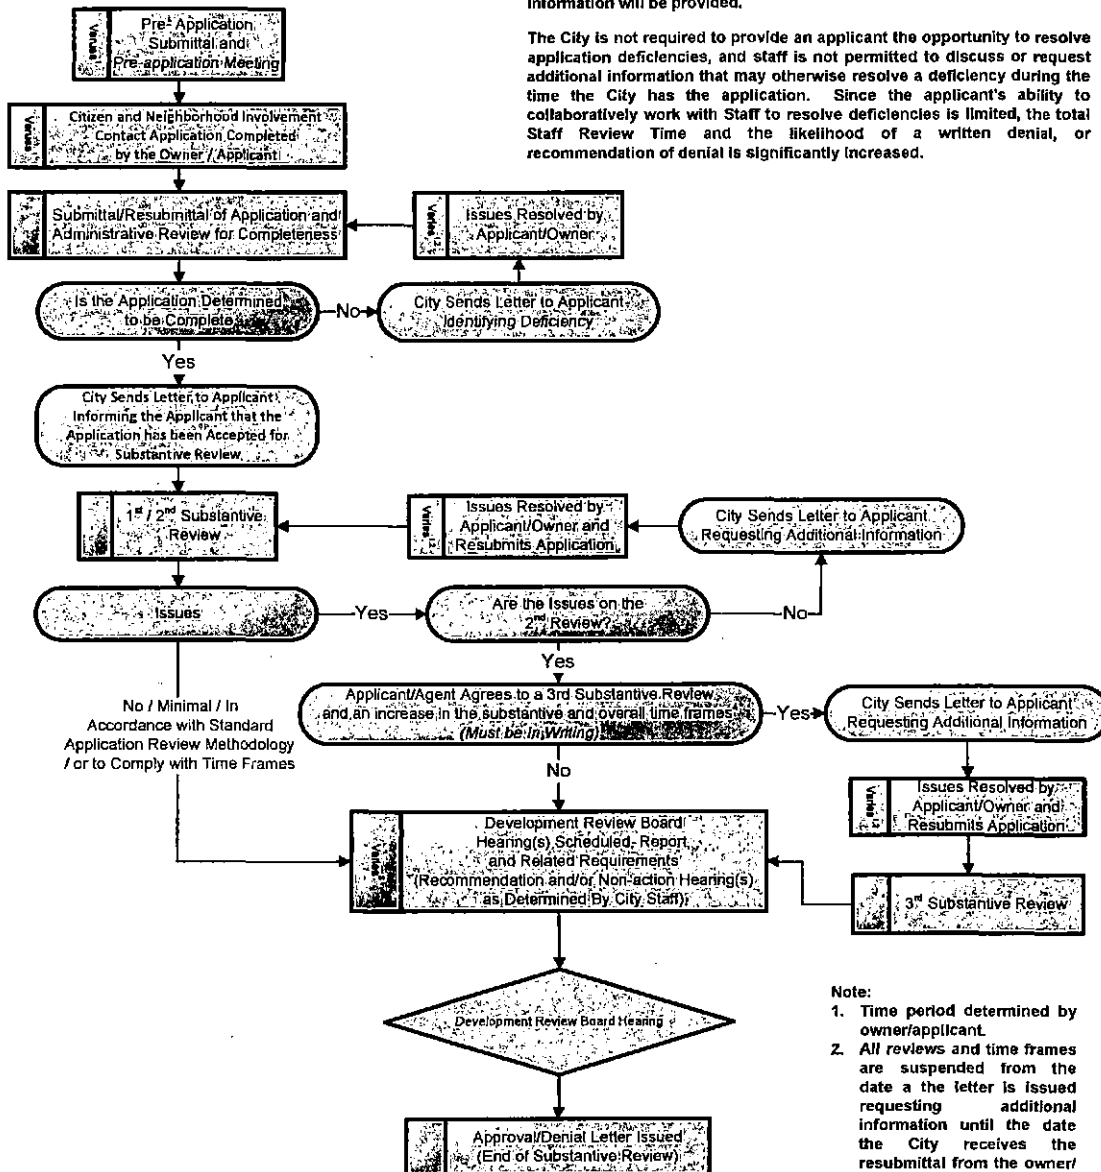 information will be provided.
The City is not required to provide an applicant the opportunity to resolve
application deficiencies, and staff is not permitted to discuss or request
additional information that may otherwise resolve a deficiency during the
time the City has the application. Since the applicant's ability to
collaboratively work with Staff to resolve deficiencies is limited, the total
Staff Review Time and the likelihood of a written denial, or
recommendation of denial is significantly increased.
Varies
Pre- Application
Submittal and
Pre-application Meeting
Varies
Citizen and Neighborhood Involvement
Contact Application Completed
by the Owner / Applicant
Submittal/Resubmittal of Application and
Administrative Review for Completeness
Varies
Issues Resolved by
Applicant/Owner
Is the Application Determined
to be Complete
No
City Sends Letter to Applicant
Identifying Deficiency
Yes
City Sends Letter to Applicant
Informing the Applicant that the
Application has been Accepted for
Substantive Review
1st / 2nd Substantive
Review
Varies 1,2
Issues Resolved by
Applicant/Owner and
Resubmits Application
City Sends Letter to Applicant
Requesting Additional Information
Issues
Yes
Are the Issues on the
2nd Review?
No
Yes
No / Minimal / In
Accordance with Standard
Application Review Methodology
/ or to Comply with Time Frames
Applicant/Agent Agrees to a 3rd Substantive Review
and an increase in the substantive and overall time frames
(Must be In Writing)
Yes
City Sends Letter to Applicant
Requesting Additional Information
No
Varies 1,2
Issues Resolved by
Applicant/Owner and
Resubmits Application
Varies
Development Review Board
Hearing(s) Scheduled, Report
and Related Requirements
(Recommendation and/or Non-action Hearing(s)
as Determined By City Staff)
3rd Substantive Review
Development Review Board Hearing
Approval/Denial Letter Issued
(End of Substantive Review)
Note:
1. Time period determined by
owner/applicant.
2. All reviews and time frames
are suspended from the
date a the letter is issued
requesting additional
information until the date
the City receives the
resubmittal from the owner/